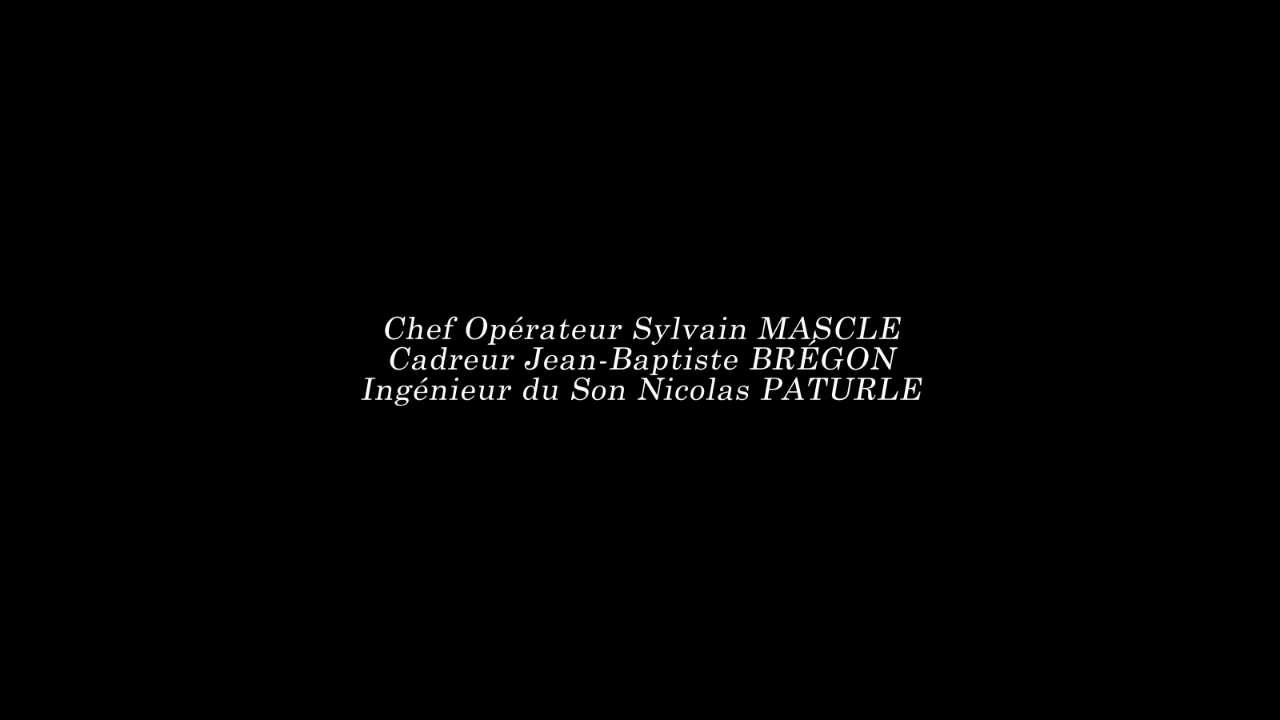 Chef Opérateur Sylvain MASCLE
Cadreur Jean-Baptiste BRÉGON
Ingénieur du Son Nicolas PATURLE